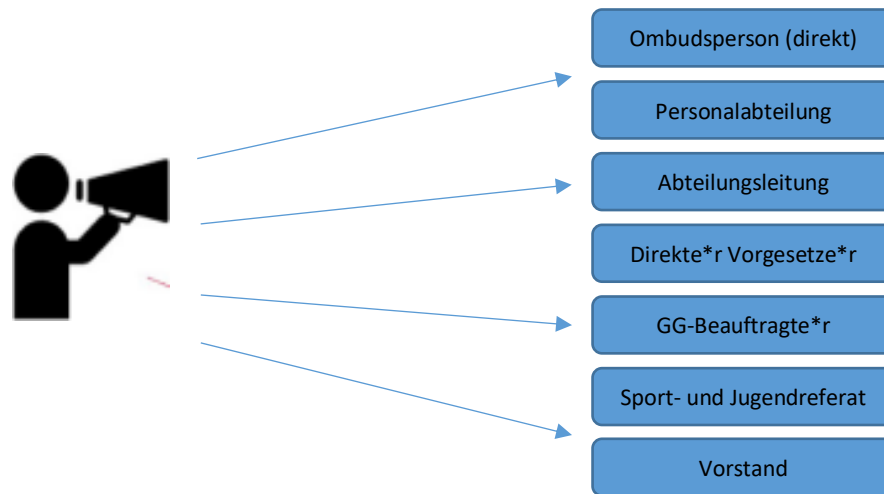 Ombudsperson (direkt)
Personalabteilung
Abteilungsleitung
Direkte*r Vorgesetze*r
GG-Beauftragte*r
Sport- und Jugendreferat
Vorstand